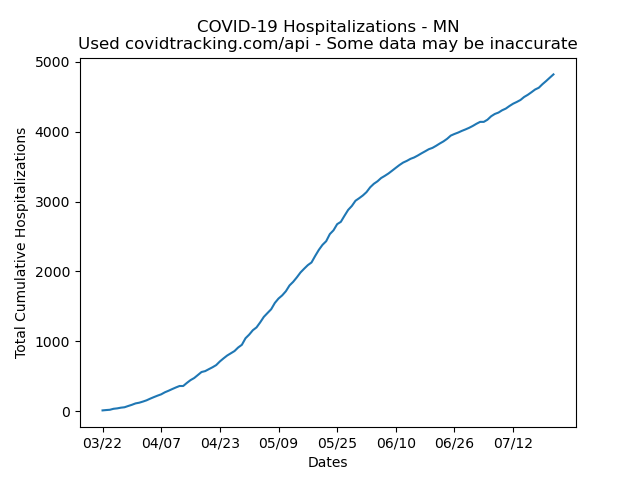 COVID-19 Hospitalizations - MN
Used covidtracking.com/api - Some data may be inaccurate
5000
4000
3000
2000
1000
0
Total Cumulative Hospitalizations
03/22 04/07 04/23 05/09 05/25 06/10 06/26 07/12
Dates